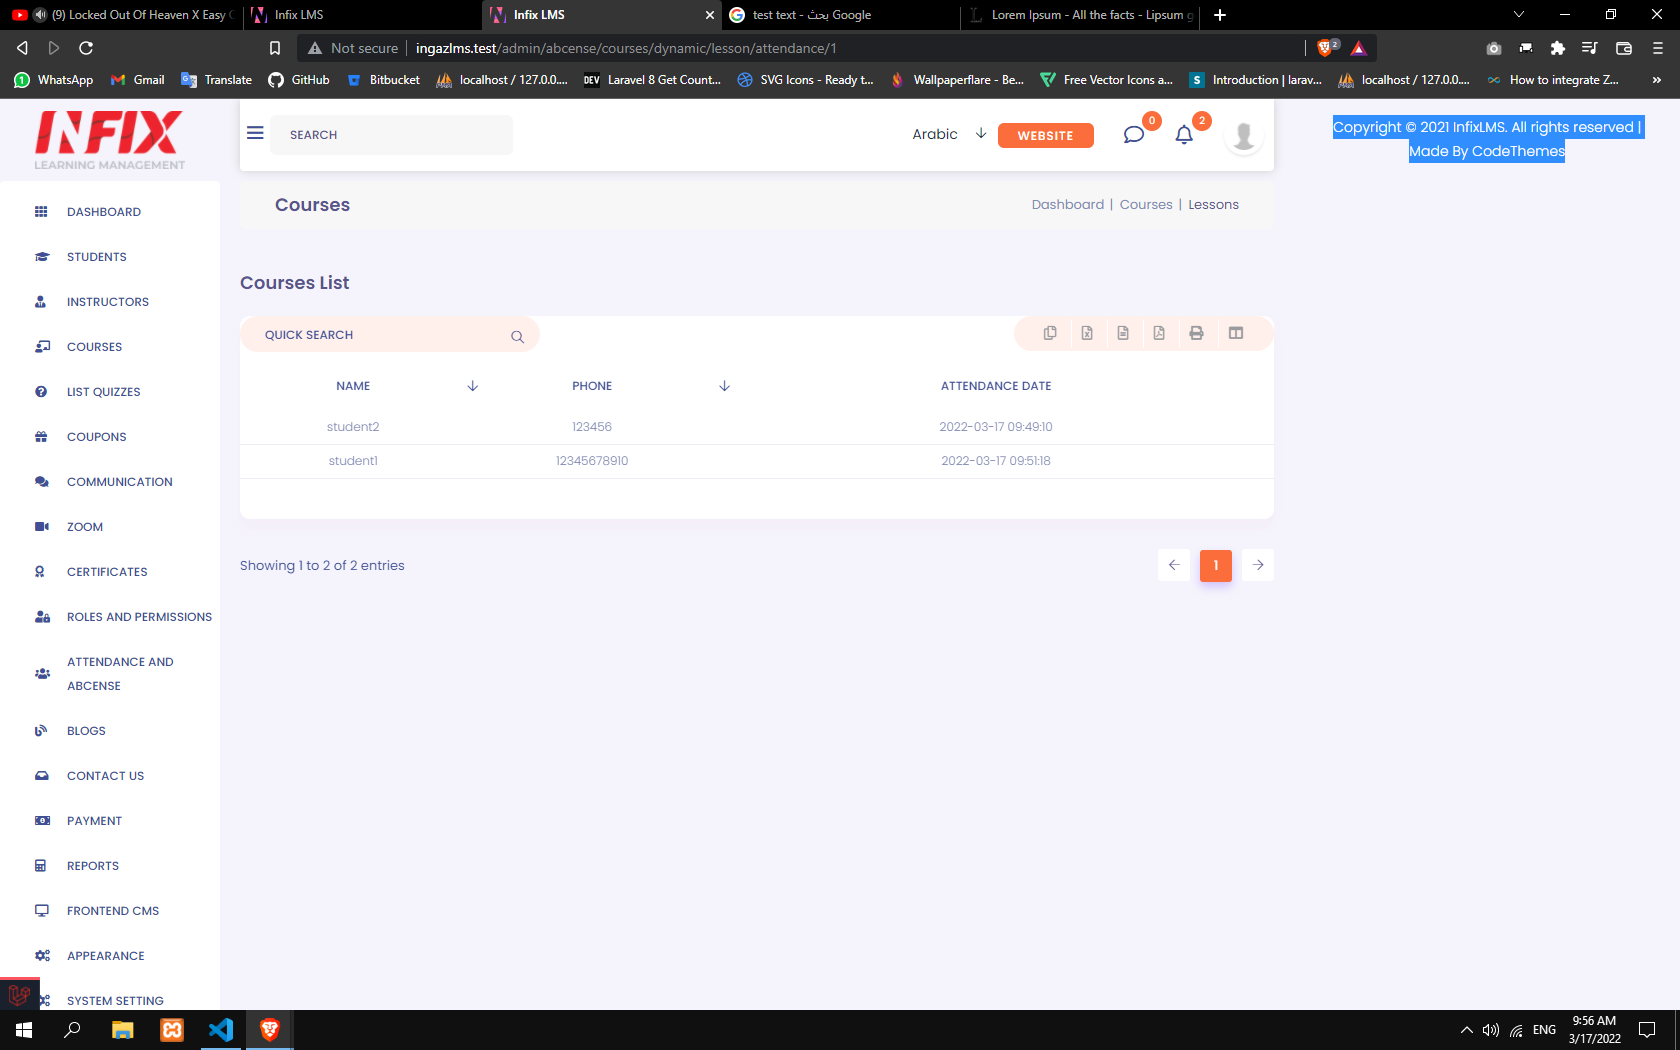 (9) Locked Out Of Heaven X Easy
Infix LMS
Infix LMS
test text - بحث Google
Lorem Ipsum - All the facts - Lipsum g
Not secure
ingazlms.test/admin/abcense/courses/dynamic/lesson/attendance/1
2
WhatsApp
Gmail
Translate
GitHub
Bitbucket
localhost / 127.0.0....
DEV
Laravel 8 Get Count...
SVG Icons - Ready t...
Wallpaperflare - Be...
Free Vector Icons a...
S
Introduction | larav...
localhost / 127.0.0....
How to integrate Z...
INFIX
LEARNING MANAGEMENT
SEARCH
Arabic
WEBSITE
0
2
Copyright © 2021 InfixLMS. All rights reserved |
Made By CodeThemes
Courses
Dashboard | Courses | Lessons
DASHBOARD
STUDENTS
INSTRUCTORS
COURSES
LIST QUIZZES
COUPONS
COMMUNICATION
ZOOM
CERTIFICATES
ROLES AND PERMISSIONS
ATTENDANCE AND
ABCENSE
BLOGS
CONTACT US
PAYMENT
REPORTS
FRONTEND CMS
APPEARANCE
SYSTEM SETTING
Courses List
QUICK SEARCH
NAME
PHONE
ATTENDANCE DATE
student2
123456
2022-03-17 09:49:10
student1
12345678910
2022-03-17 09:51:18
Showing 1 to 2 of 2 entries
1
ENG
9:56 AM
3/17/2022